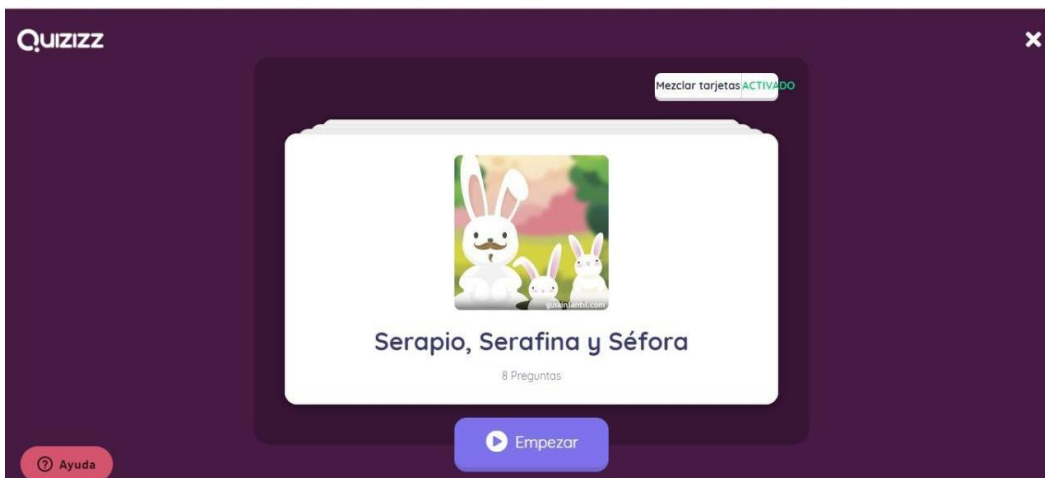 Quizizz
Mezclar tarjetas ACTIVADO
guiainfantil.com
Serapio, Serafina y Séfora
8 Preguntas
Empezar
Ayuda